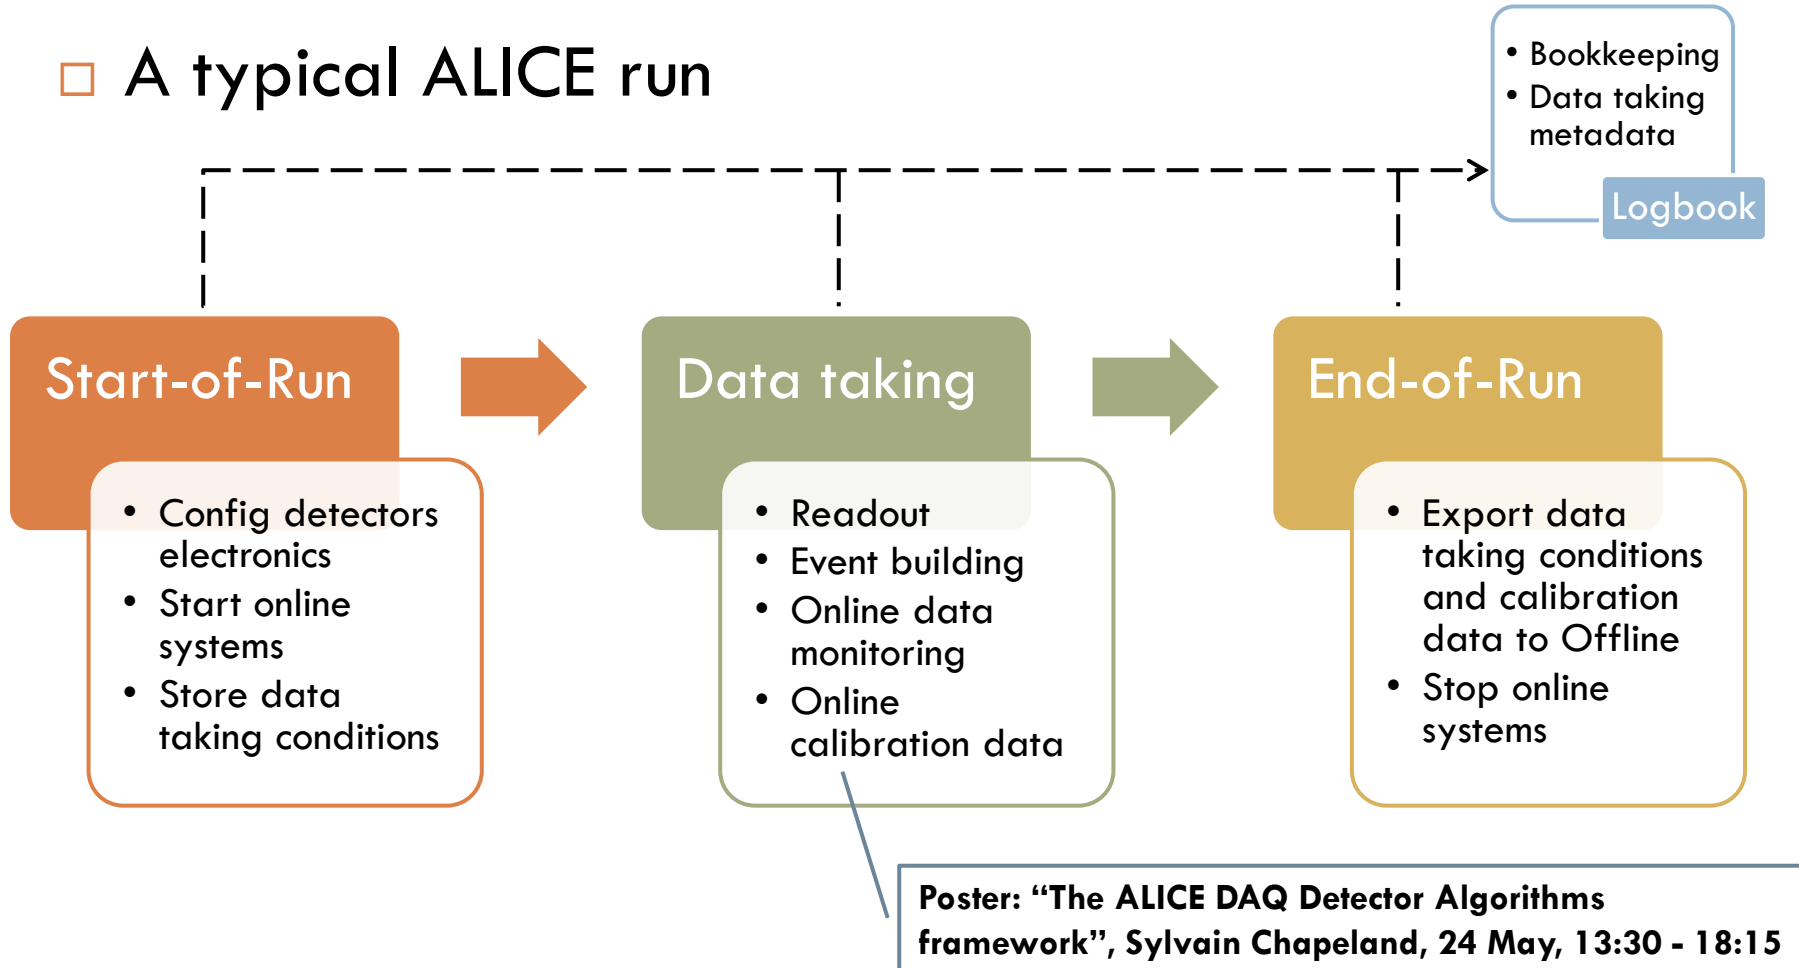 A typical ALICE run
• Bookkeeping
• Data taking
metadata
Logbook
Start-of-Run
• Config detectors
electronics
• Start online
systems
• Store data
taking conditions
Data taking
• Readout
• Event building
• Online data
monitoring
• Online
calibration data
End-of-Run
• Export data
taking conditions
and calibration
data to Offline
• Stop online
systems
Poster: “The ALICE DAQ Detector Algorithms
framework”, Sylvain Chapeland, 24 May, 13:30 - 18:15